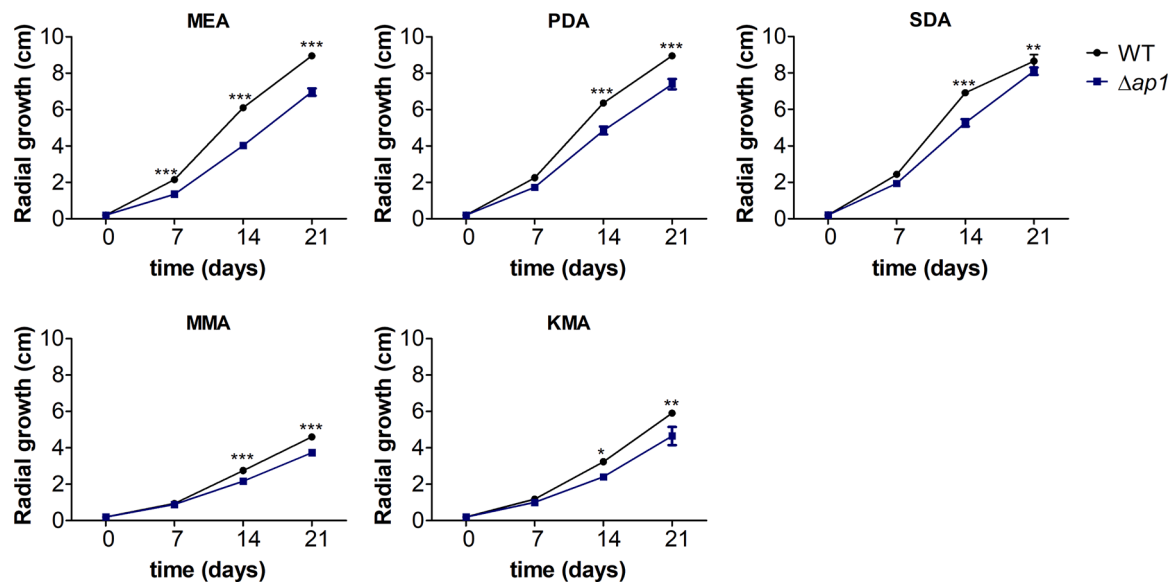 MEA
Radial growth (cm)
10
8
6
4
2
0
***
***
***
0 7 14 21
time (days)
PDA
Radial growth (cm)
10
8
6
4
2
0
***
***
0 7 14 21
time (days)
SDA
Radial growth (cm)
10
8
6
4
2
0
***
**
0 7 14 21
time (days)
WT
Δap1
MMA
Radial growth (cm)
10
8
6
4
2
0
***
***
0 7 14 21
time (days)
KMA
Radial growth (cm)
10
8
6
4
2
0
*
**
0 7 14 21
time (days)